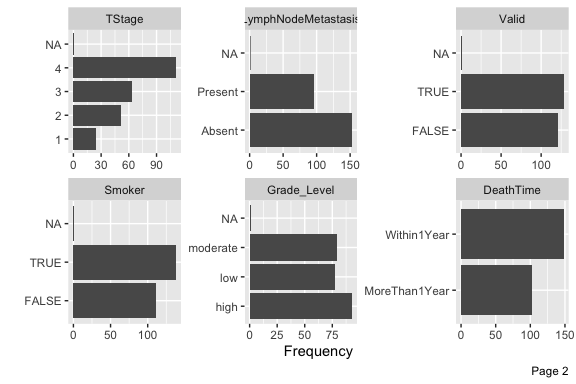 TStage
NA
4
3
2
1
0 30 60 90
LymphNodeMetastasis
NA
Present
Absent
0 50 100 150
Valid
NA
TRUE
FALSE
0 50 100
Smoker
NA
TRUE
FALSE
0 50 100
Grade_Level
NA
moderate
low
high
0 25 50 75
DeathTime
Within1Year
MoreThan1Year
0 50 100 150
Frequency
Page 2